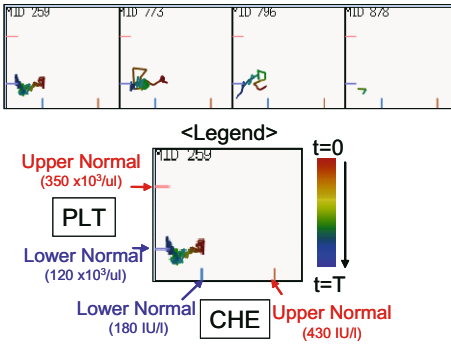 MID 259
MID 773
MID 796
MID 878
<Legend>
MID 259
t=0
Upper Normal
(350 x10³/ul)
PLT
Lower Normal
(120 x10³/ul)
t=T
Lower Normal
(180 IU/l)
CHE
Upper Normal
(430 IU/l)